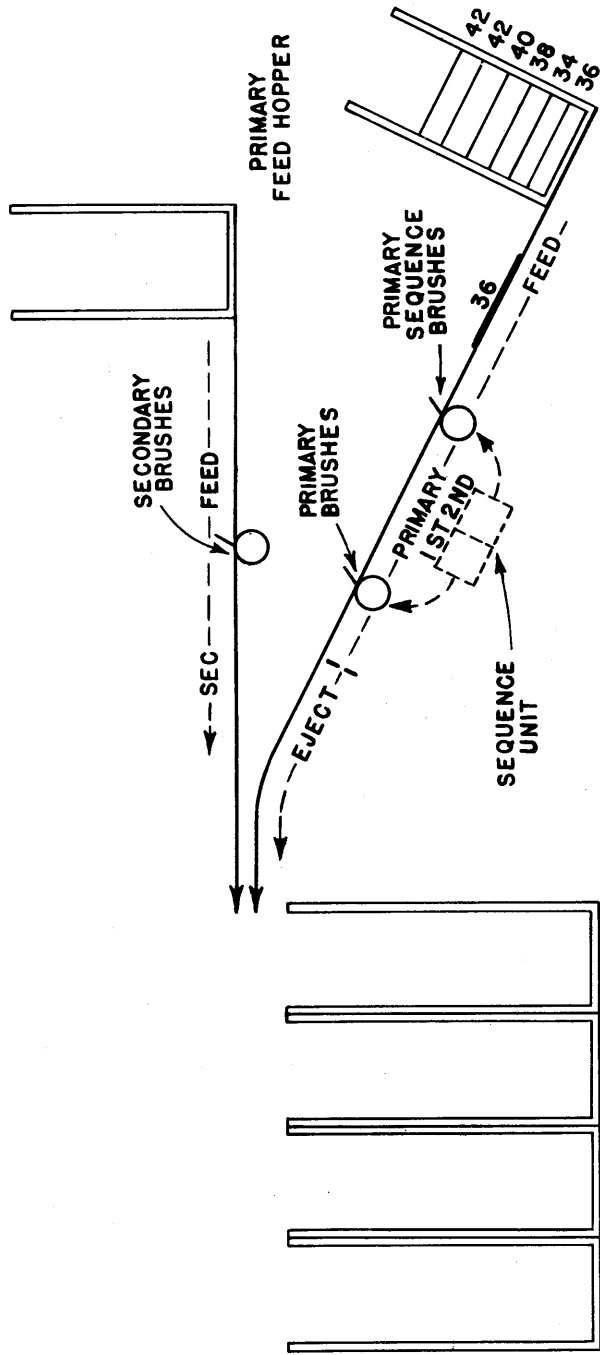 SECONDARY
BRUSHES
SEC
FEED
PRIMARY
FEED HOPPER
42
42
40
38
34
36
PRIMARY
SEQUENCE
BRUSHES
36
FEED
PRIMARY
BRUSHES
PRIMARY
1ST 2ND
EJECT
SEQUENCE
UNIT